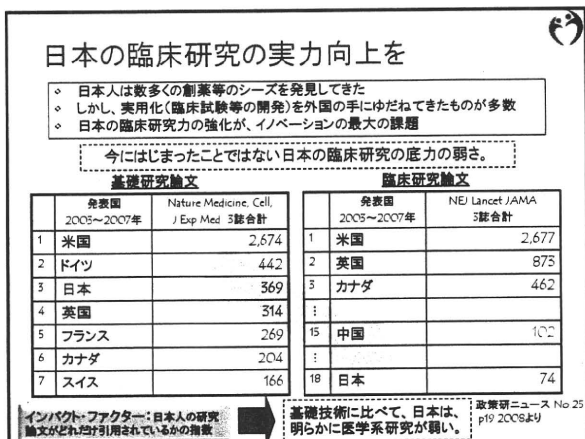 日本の臨床研究の実力向上を
◇ 日本人は数多くの創薬等のシーズを発見してきた
◇ しかし、実用化(臨床試験等の開発)を外国の手にゆだねてきたものが多数
◇ 日本の臨床研究力の強化が、イノベーションの最大の課題
今にはじまったことではない日本の臨床研究の底力の弱さ。
基礎研究論文
発表国 2003~2007年 Nature Medicine, Cell, J Exp Med 3誌合計
1 米国 2,674
2 ドイツ 442
3 日本 369
4 英国 314
5 フランス 269
6 カナダ 204
7 スイス 166
臨床研究論文
発表国 2003~2007年 NEJ Lancet JAMA 3誌合計
1 米国 2,677
2 英国 873
3 カナダ 462
⋮
15 中国 102
⋮
18 日本 74
インパクト・ファクター:日本人の研究
論文がどれだけ引用されているかの指数
基礎技術に比べて、日本は、
明らかに医学系研究が弱い。
政策研ニュース No 25
p19 2008より